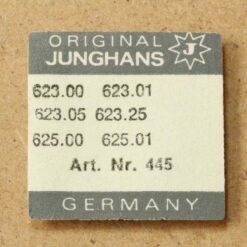 ORIGINAL
JUNGHANS J
623.00 623.01
623.05 623.25
625.00 625.01
Art. Nr. 445
GERMANY